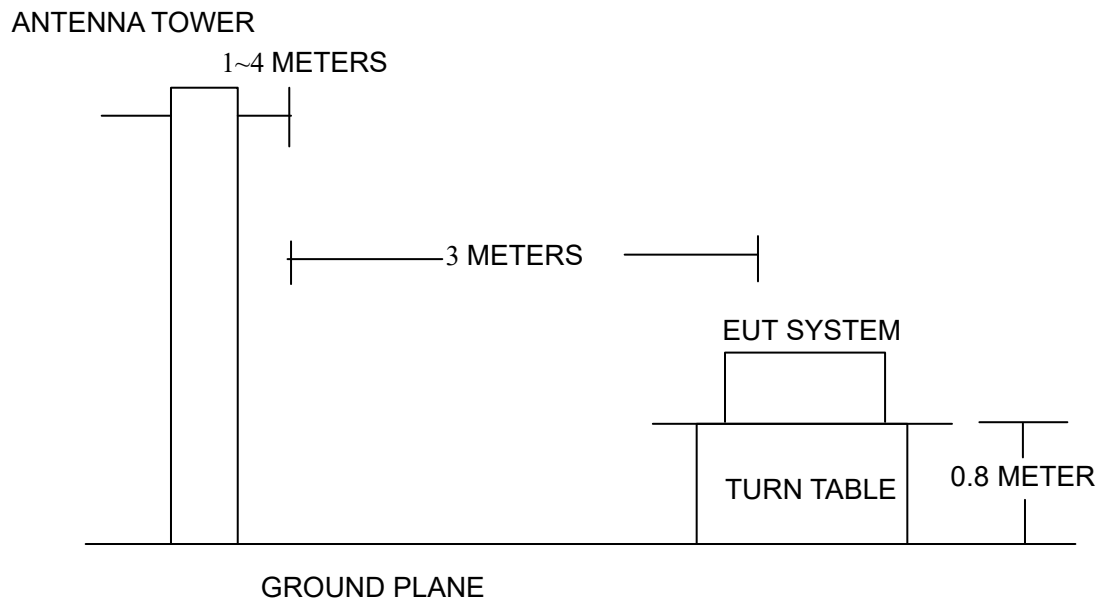 ANTENNA TOWER
1~4 METERS
3 METERS
EUT SYSTEM
TURN TABLE
0.8 METER
GROUND PLANE